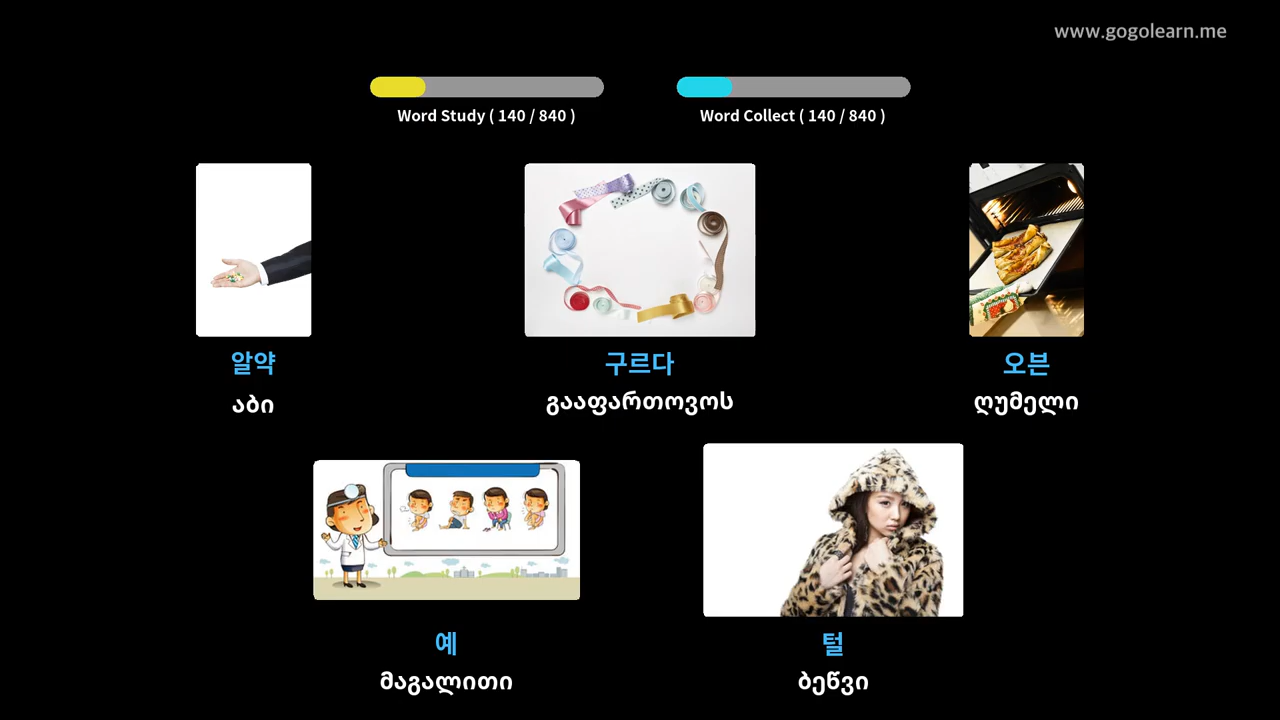 www.gogolearn.me
Word Study ( 140 / 840 )
Word Collect ( 140 / 840 )
알약
აბი
구르다
გააფართოვოს
오븐
ღუმელი
예
მაგალითი
털
ბეწვი